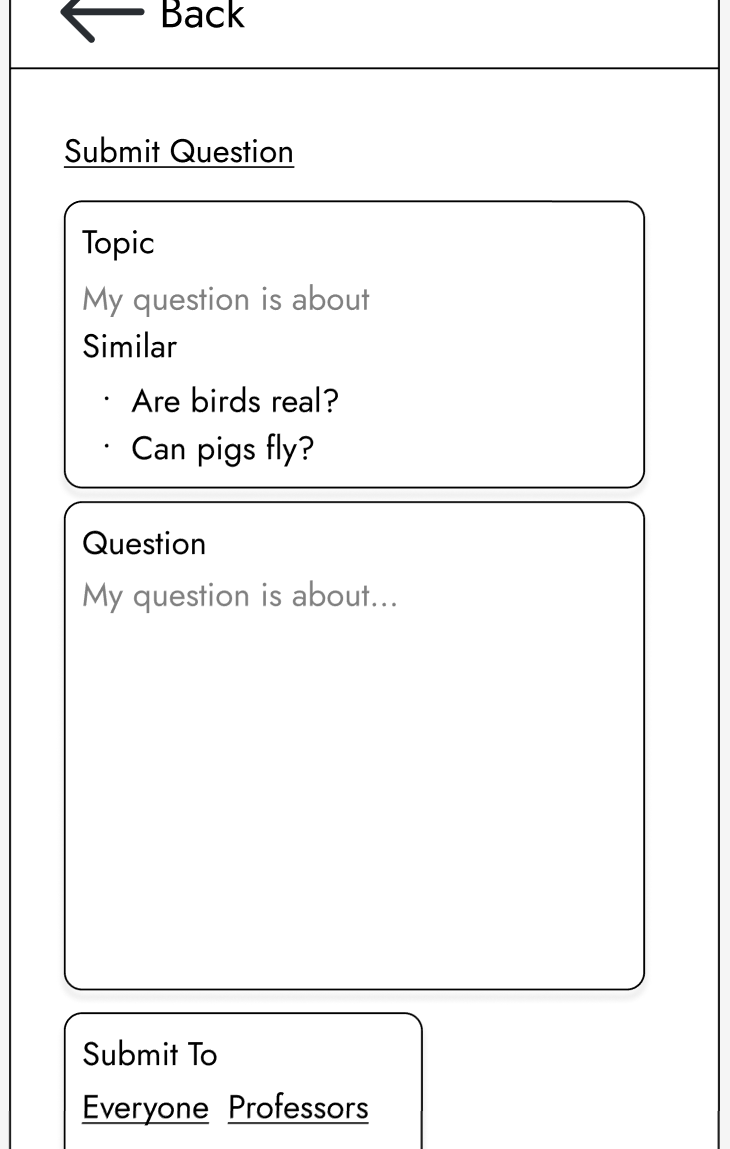 Back
Submit Question
Topic
My question is about
Similar
· Are birds real?
· Can pigs fly?
Question
My question is about...
Submit To
Everyone Professors